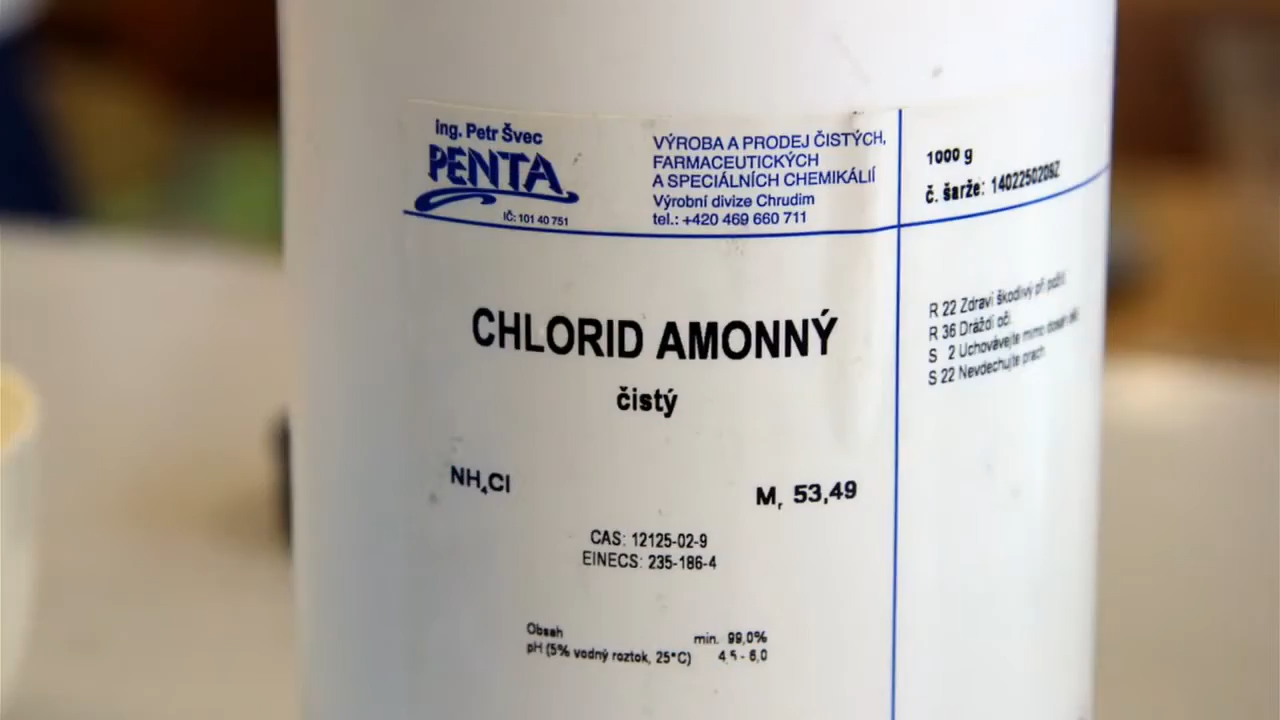 Ing. Petr Švec
PENTA
IČ: 101 40 751
VÝROBA A PRODEJ ČISTÝCH,
FARMACEUTICKÝCH
A SPECIÁLNÍCH CHEMIKÁLIÍ
Výrobní divize Chrudim
tel.: +420 469 660 711
1000 g
č. šarže: 1402250206Z
CHLORID AMONNÝ
čistý
NH₄Cl
Mᵣ 53,49
CAS: 12125-02-9
EINECS: 235-186-4
Obsah min. 99,0%
pH (5% vodný roztok, 25°C) 4,5 - 6,0
R 22 Zdraví škodlivý při požití
R 36 Dráždí oči
S 2 Uchovávejte mimo dosah dětí
S 22 Nevdechujte prach